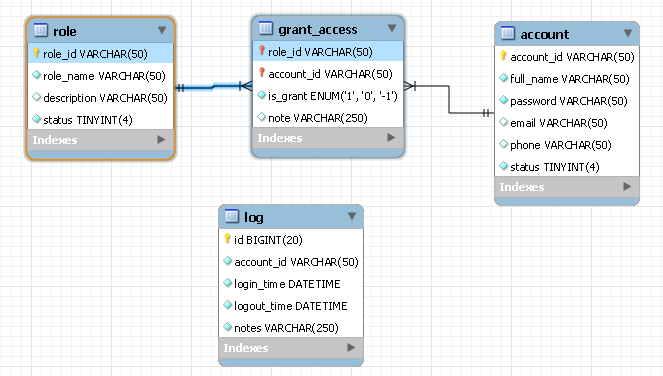 role
role_id VARCHAR(50)
role_name VARCHAR(50)
description VARCHAR(50)
status TINYINT(4)
Indexes
grant_access
role_id VARCHAR(50)
account_id VARCHAR(50)
is_grant ENUM('1', '0', '-1')
note VARCHAR(250)
Indexes
account
account_id VARCHAR(50)
full_name VARCHAR(50)
password VARCHAR(50)
email VARCHAR(50)
phone VARCHAR(50)
status TINYINT(4)
Indexes
log
id BIGINT(20)
account_id VARCHAR(50)
login_time DATETIME
logout_time DATETIME
notes VARCHAR(250)
Indexes